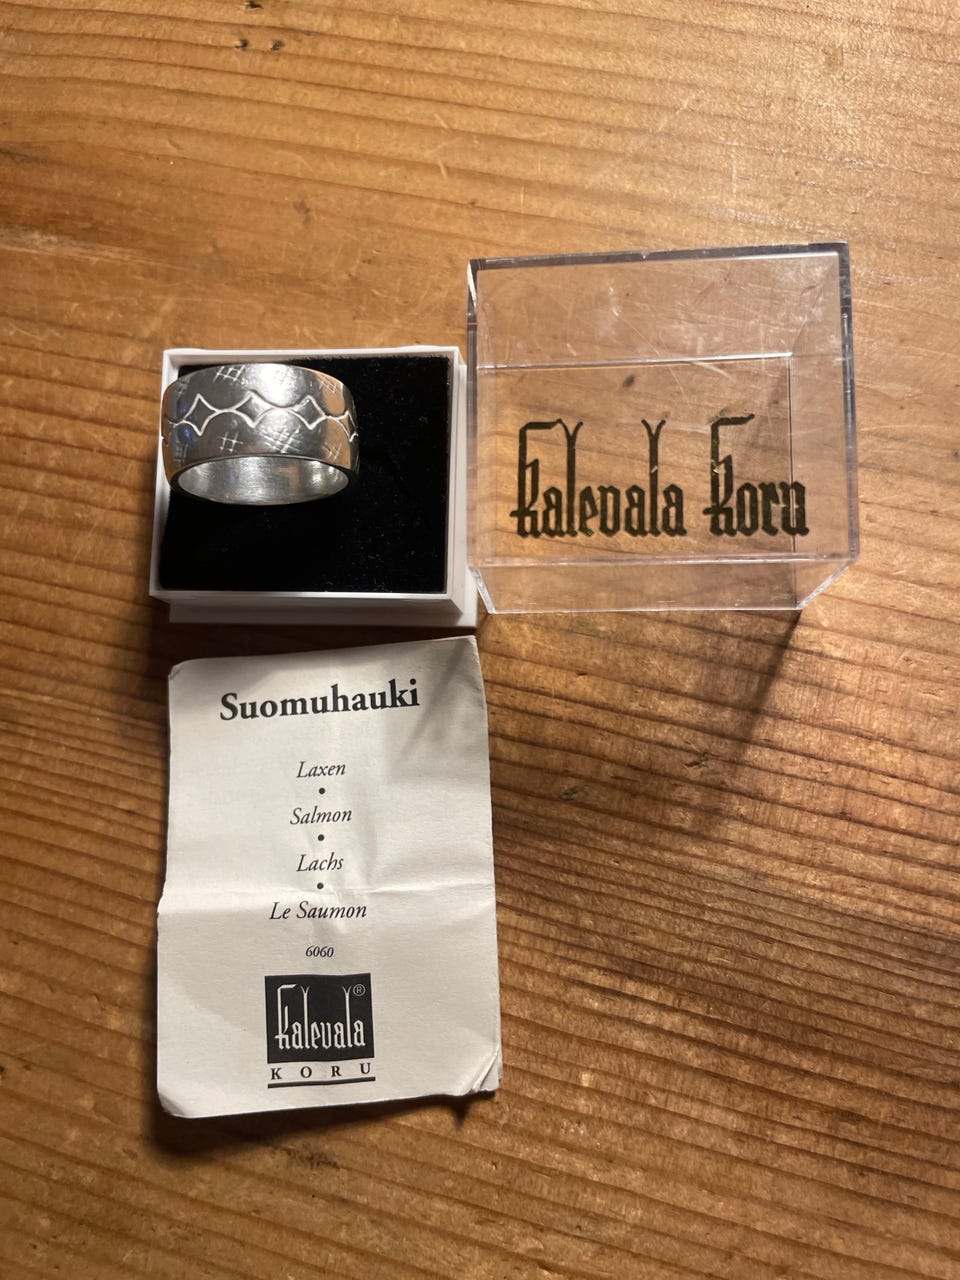 Kalevala Koru
Suomuhauki
Laxen
•
Salmon
•
Lachs
•
Le Saumon
6060
Kalevala®
KORU